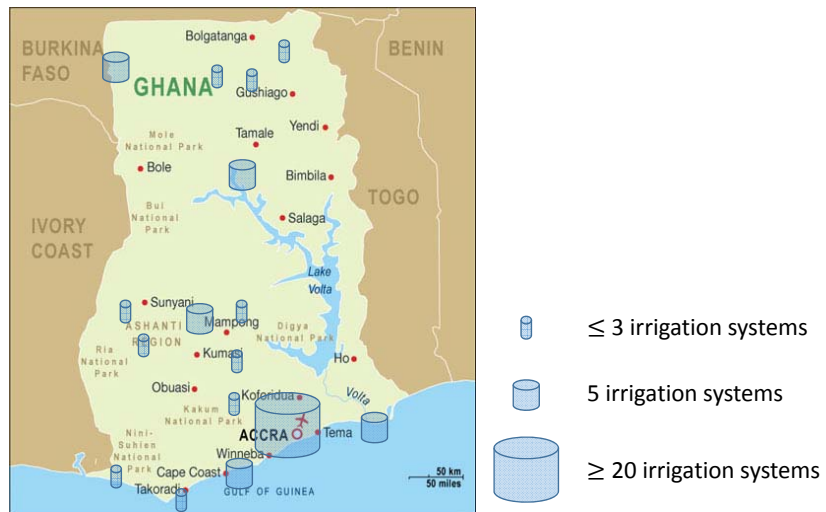 BURKINA
FASO
Bolgatanga
BENIN
GHANA
Gushiago
Yendi
Tamale
Mole
National Park
Bole
Bimbila
TOGO
Bui
National
Park
Salaga
IVORY
COAST
Lake
Volta
Sunyani
ASHANTI
REGION
Mampong
Digya
National Park
Ria
National
Park
Kumasi
Ho
Obuasi
Volta
Koforidua
Kakum
National Park
Nini-
Suhien
National
Park
ACCRA
Tema
Winneba
Cape Coast
Takoradi
GULF OF GUINEA
50 km
50 miles
≤ 3 irrigation systems
5 irrigation systems
≥ 20 irrigation systems